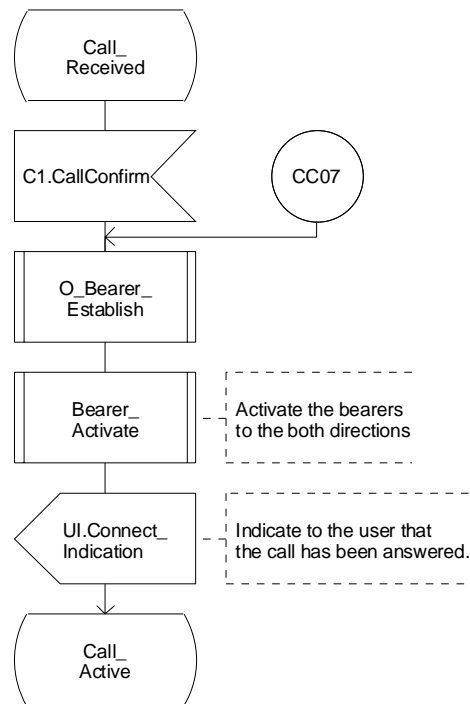 Call_
Received
C1.CallConfirm
CC07
O_Bearer_
Establish
Bearer_
Activate
Activate the bearers
to the both directions
UI.Connect_
Indication
Indicate to the user that
the call has been answered.
Call_
Active